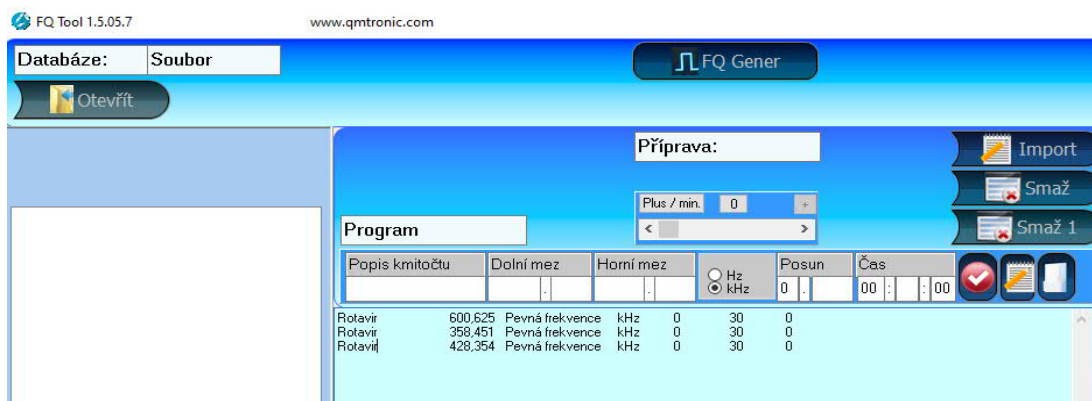 FQ Tool 1.5.05.7 www.qmtronic.com
Databáze: Soubor FQ Gener
Otevřít
Příprava: Import
Smaž
Plus / min. 0 +
Program < > Smaž 1
Popis kmitočtu Dolní mez Horní mez Hz Posun Čas
. . kHz 0 . 00 : : 00
Rotavir 600,625 Pevná frekvence kHz 0 30 0
Rotavir 358,451 Pevná frekvence kHz 0 30 0
Rotavir 428,354 Pevná frekvence kHz 0 30 0